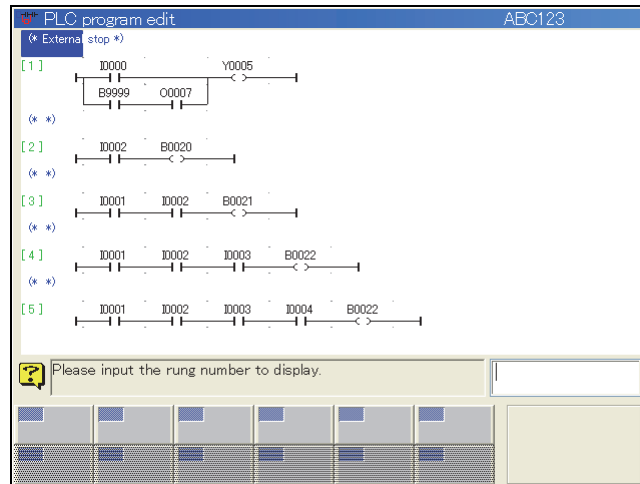 PLC program edit ABC123
(* External stop *)
[1] I0000 Y0005
B9999 O0007
(* *)
[2] I0002 B0020
(* *)
[3] I0001 I0002 B0021
(* *)
[4] I0001 I0002 I0003 B0022
(* *)
[5] I0001 I0002 I0003 I0004 B0022
Please input the rung number to display.